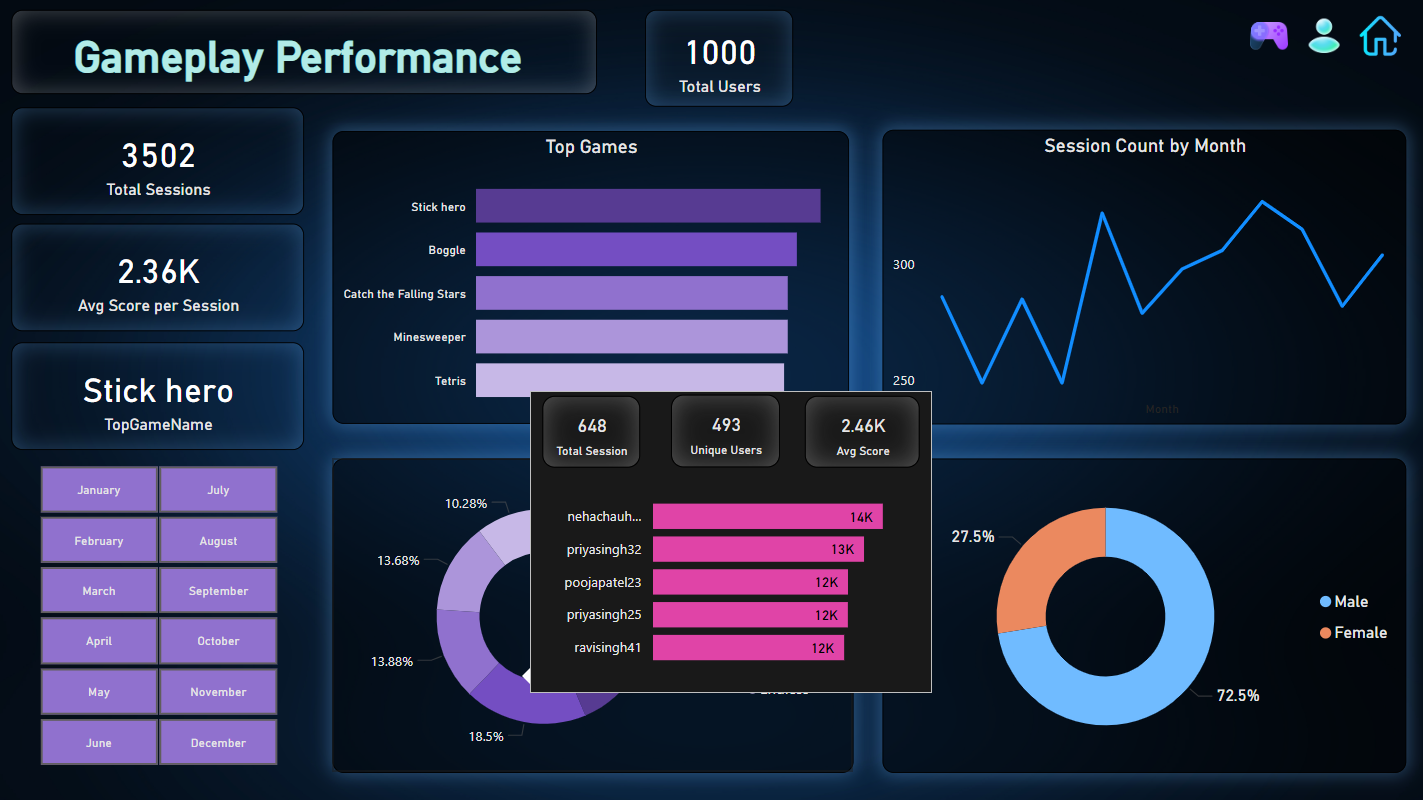 Gameplay Performance
1000
Total Users
3502
Total Sessions
2.36K
Avg Score per Session
Stick hero
TopGameName
January
July
February
August
March
September
April
October
May
November
June
December
Top Games
Stick hero
Boggle
Catch the Falling Stars
Minesweeper
Tetris
Session Count by Month
300
250
Month
10.28%
13.68%
13.88%
18.5%
648
Total Session
493
Unique Users
2.46K
Avg Score
nehachauh...
14K
priyasingh32
13K
poojapatel23
12K
priyasingh25
12K
ravisingh41
12K
27.5%
72.5%
Male
Female